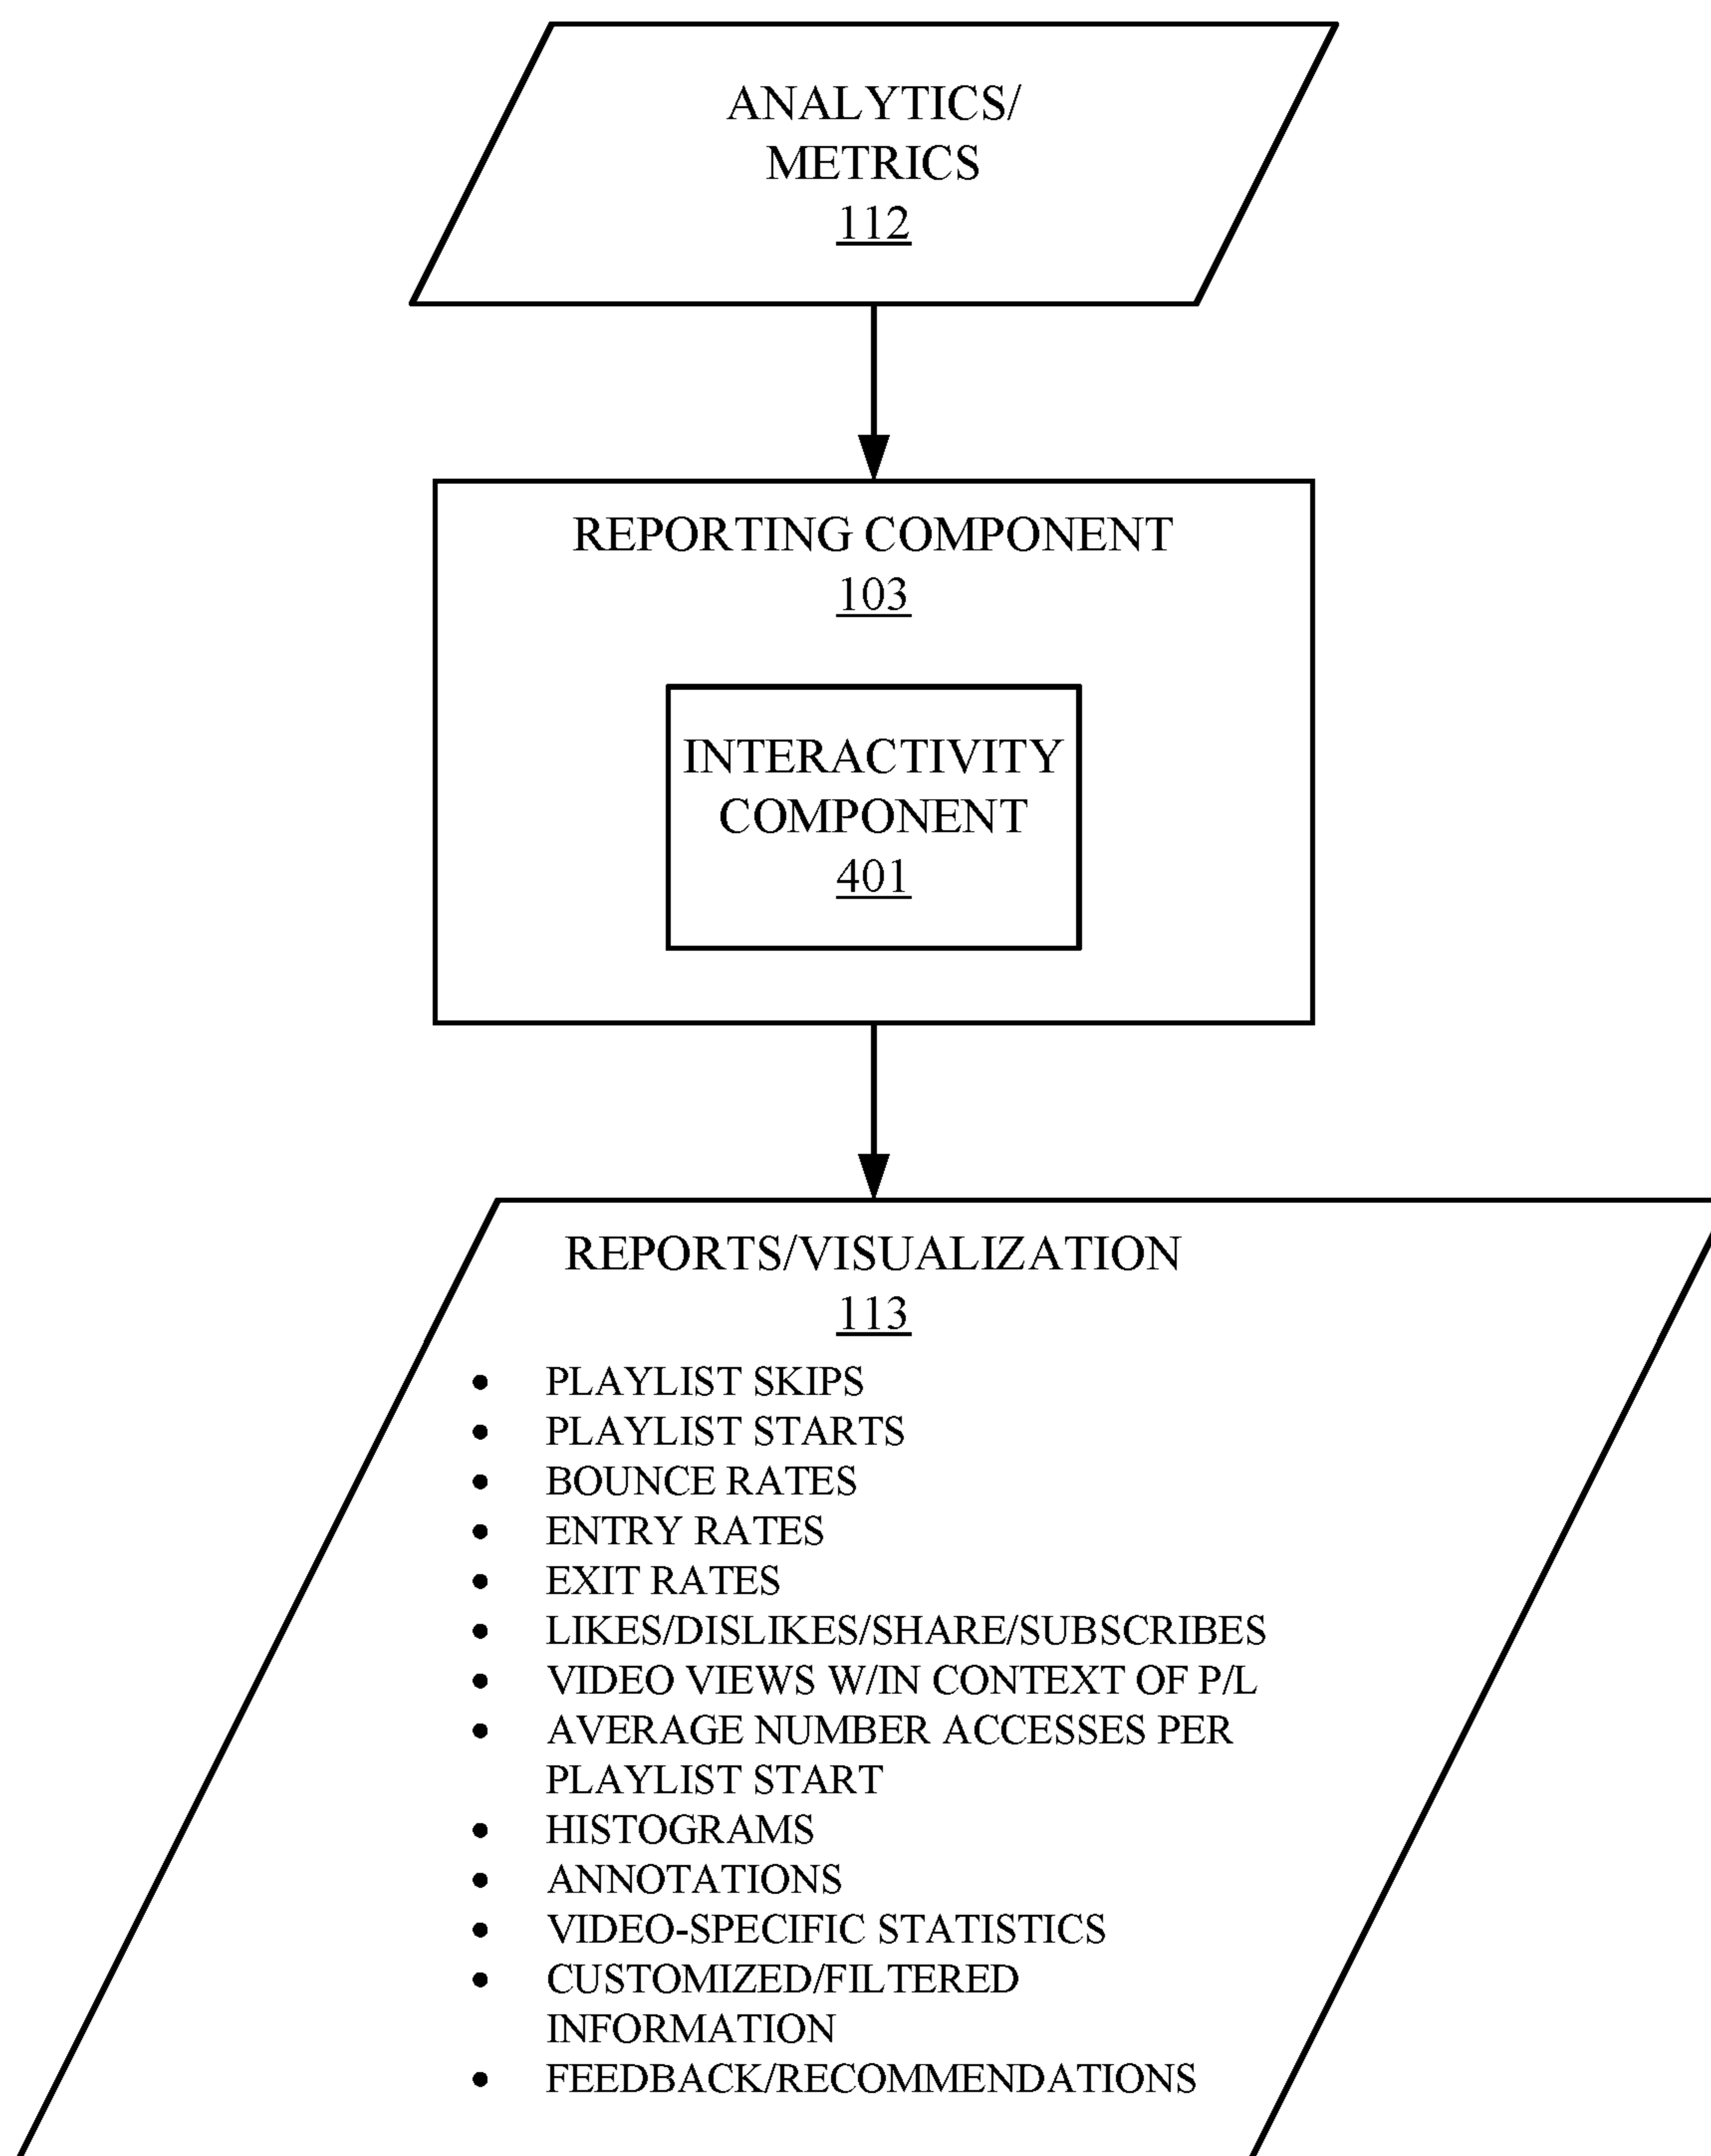 ANALYTICS/
METRICS
112
REPORTING COMPONENT
103
INTERACTIVITY
COMPONENT
401
REPORTS/VISUALIZATION
113
• PLAYLIST SKIPS
• PLAYLIST STARTS
• BOUNCE RATES
• ENTRY RATES
• EXIT RATES
• LIKES/DISLIKES/SHARE/SUBSCRIBES
• VIDEO VIEWS W/IN CONTEXT OF P/L
• AVERAGE NUMBER ACCESSES PER
PLAYLIST START
• HISTOGRAMS
• ANNOTATIONS
• VIDEO-SPECIFIC STATISTICS
• CUSTOMIZED/FILTERED
INFORMATION
• FEEDBACK/RECOMMENDATIONS